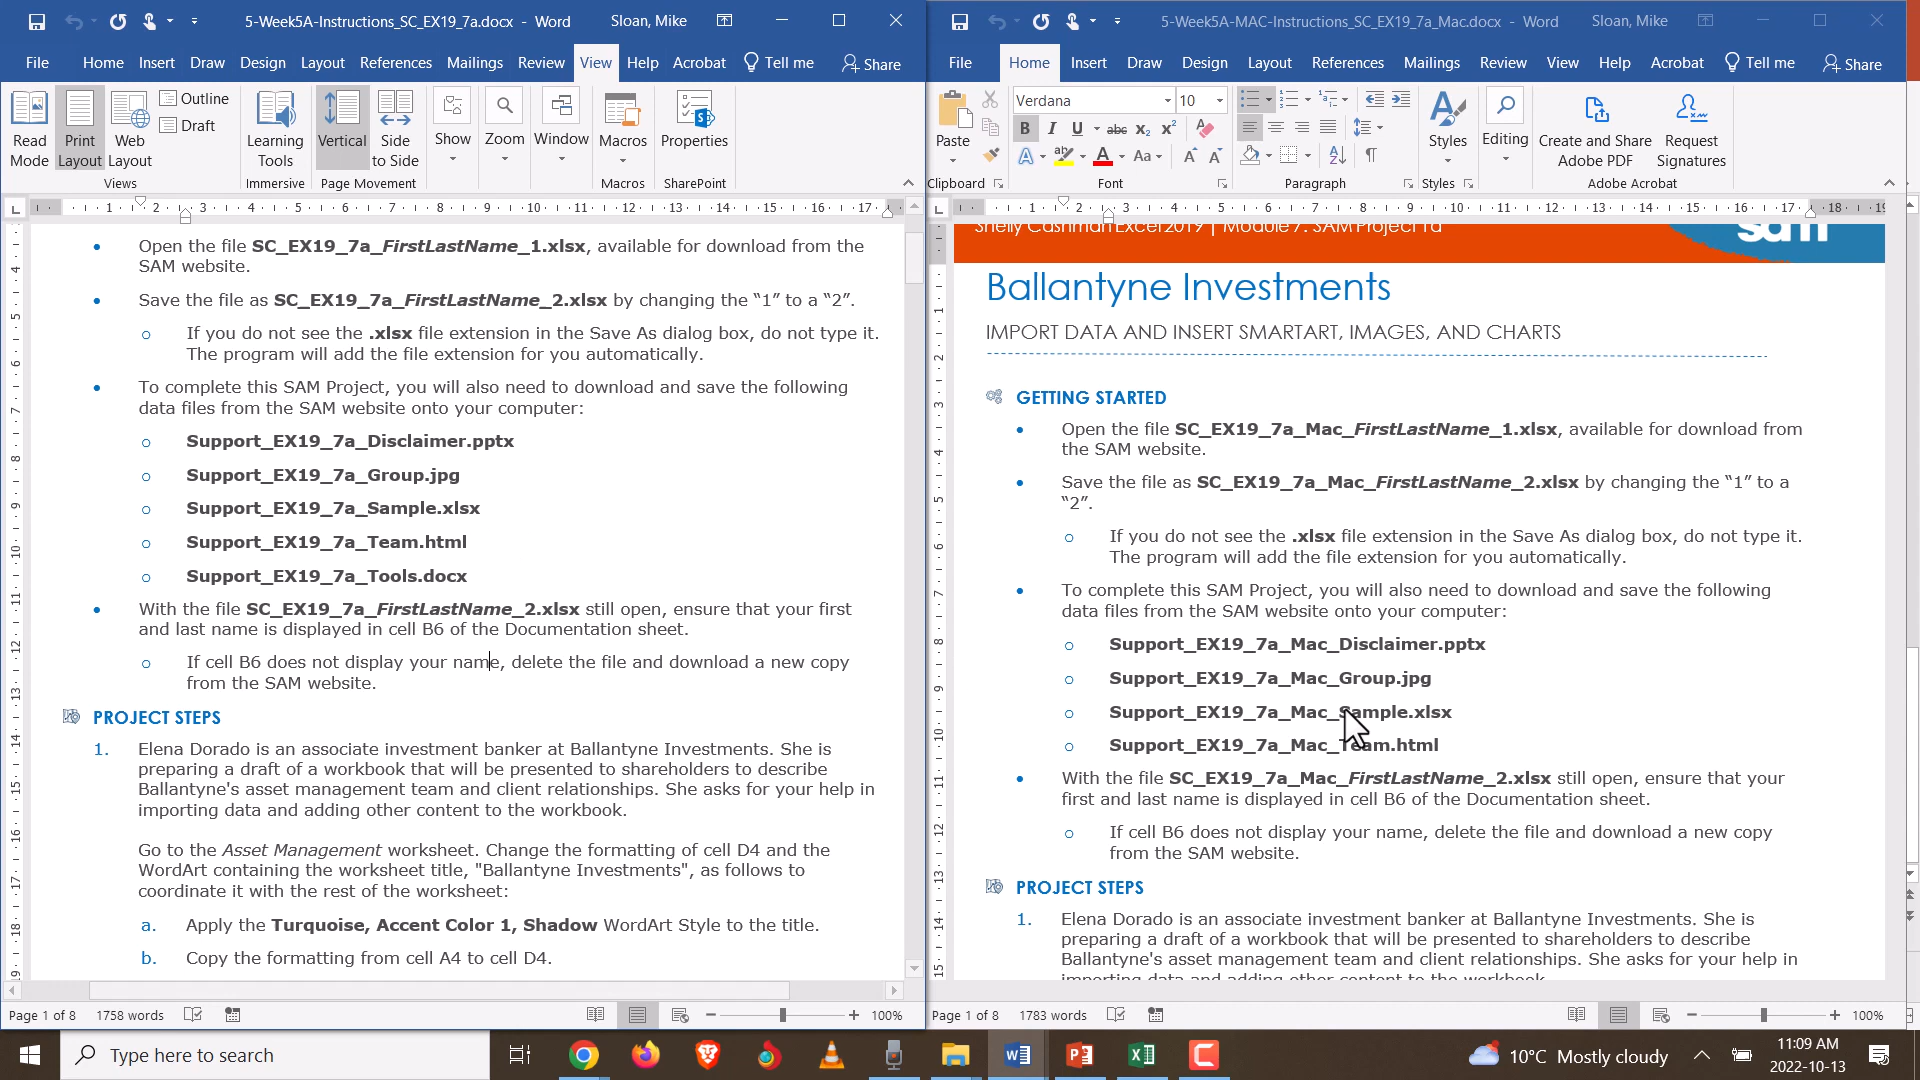 5-Week5A-Instructions_SC_EX19_7a.docx - Word
Sloan, Mike
File Home Insert Draw Design Layout References Mailings Review View Help Acrobat Tell me Share
Outline
Draft
Read Mode
Print Layout
Web Layout
Learning Tools
Vertical
Side to Side
Show
Zoom
Window
Macros
Properties
Views Immersive Page Movement Macros SharePoint
Open the file SC_EX19_7a_FirstLastName_1.xlsx, available for download from the
SAM website.
Save the file as SC_EX19_7a_FirstLastName_2.xlsx by changing the “1” to a “2”.
If you do not see the .xlsx file extension in the Save As dialog box, do not type it.
The program will add the file extension for you automatically.
To complete this SAM Project, you will also need to download and save the following
data files from the SAM website onto your computer:
Support_EX19_7a_Disclaimer.pptx
Support_EX19_7a_Group.jpg
Support_EX19_7a_Sample.xlsx
Support_EX19_7a_Team.html
Support_EX19_7a_Tools.docx
With the file SC_EX19_7a_FirstLastName_2.xlsx still open, ensure that your first
and last name is displayed in cell B6 of the Documentation sheet.
If cell B6 does not display your name, delete the file and download a new copy
from the SAM website.
PROJECT STEPS
1. Elena Dorado is an associate investment banker at Ballantyne Investments. She is
preparing a draft of a workbook that will be presented to shareholders to describe
Ballantyne's asset management team and client relationships. She asks for your help in
importing data and adding other content to the workbook.
Go to the Asset Management worksheet. Change the formatting of cell D4 and the
WordArt containing the worksheet title, "Ballantyne Investments", as follows to
coordinate it with the rest of the worksheet:
a. Apply the Turquoise, Accent Color 1, Shadow WordArt Style to the title.
b. Copy the formatting from cell A4 to cell D4.
Page 1 of 8 1758 words 100%
5-Week5A-MAC-Instructions_SC_EX19_7a_Mac.docx - Word
Sloan, Mike
File Home Insert Draw Design Layout References Mailings Review View Help Acrobat Tell me Share
Paste
Verdana 10
Styles
Editing
Create and Share Adobe PDF
Request Signatures
Clipboard Font Paragraph Styles Adobe Acrobat
Shelly Cashman Excel 2019 | Module 7: SAM Project 1a
sam
Ballantyne Investments
IMPORT DATA AND INSERT SMARTART, IMAGES, AND CHARTS
GETTING STARTED
Open the file SC_EX19_7a_Mac_FirstLastName_1.xlsx, available for download from
the SAM website.
Save the file as SC_EX19_7a_Mac_FirstLastName_2.xlsx by changing the “1” to a
“2”.
If you do not see the .xlsx file extension in the Save As dialog box, do not type it.
The program will add the file extension for you automatically.
To complete this SAM Project, you will also need to download and save the following
data files from the SAM website onto your computer:
Support_EX19_7a_Mac_Disclaimer.pptx
Support_EX19_7a_Mac_Group.jpg
Support_EX19_7a_Mac_Sample.xlsx
Support_EX19_7a_Mac_Team.html
With the file SC_EX19_7a_Mac_FirstLastName_2.xlsx still open, ensure that your
first and last name is displayed in cell B6 of the Documentation sheet.
If cell B6 does not display your name, delete the file and download a new copy
from the SAM website.
PROJECT STEPS
1. Elena Dorado is an associate investment banker at Ballantyne Investments. She is
preparing a draft of a workbook that will be presented to shareholders to describe
Ballantyne's asset management team and client relationships. She asks for your help in
importing data and adding other content to the workbook.
Page 1 of 8 1783 words 100%
Type here to search
10°C Mostly cloudy
11:09 AM
2022-10-13